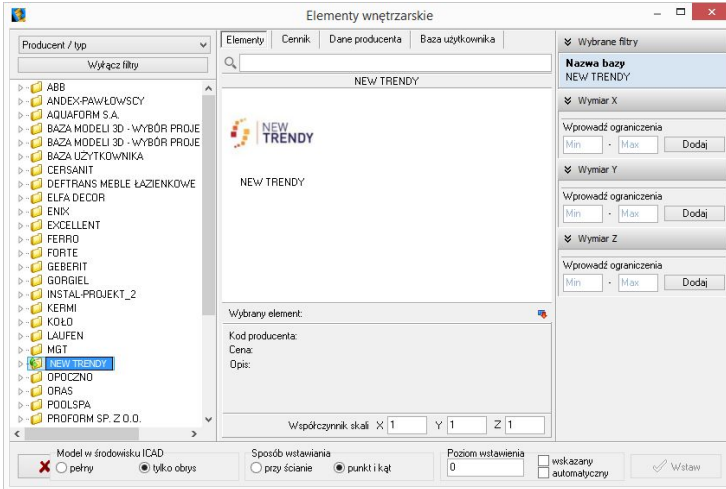 Elementy wnętrzarskie
Producent / typ
Wyłącz filtry
ABB
ANDEX-PAWŁOWSCY
AQUAFORM S.A.
BAZA MODELI 3D - WYBÓR PROJE
BAZA MODELI 3D - WYBÓR PROJE
BAZA UŻYTKOWNIKA
CERSANIT
DEFTRANS MEBLE ŁAZIENKOWE
ELFA DECOR
ENIX
EXCELLENT
FERRO
FORTE
GEBERIT
GORGIEL
INSTAL-PROJEKT_2
KERMI
KOŁO
LAUFEN
MGT
NEW TRENDY
OPOCZNO
ORAS
POOLSPA
PROFORM SP. Z O.O.
Elementy Cennik Dane producenta Baza użytkownika
NEW TRENDY
NEW
TRENDY
NEW TRENDY
Wybrany element:
Kod producenta:
Cena:
Opis:
Współczynnik skali X 1 Y 1 Z 1
Wybrane filtry
Nazwa bazy
NEW TRENDY
Wymiar X
Wprowadź ograniczenia
Min - Max Dodaj
Wymiar Y
Wprowadź ograniczenia
Min - Max Dodaj
Wymiar Z
Wprowadź ograniczenia
Min - Max Dodaj
Model w środowisku ICAD
pełny tylko obrys
Sposób wstawiania
przy ścianie punkt i kąt
Poziom wstawienia
0
wskazany
automatyczny
Wstaw